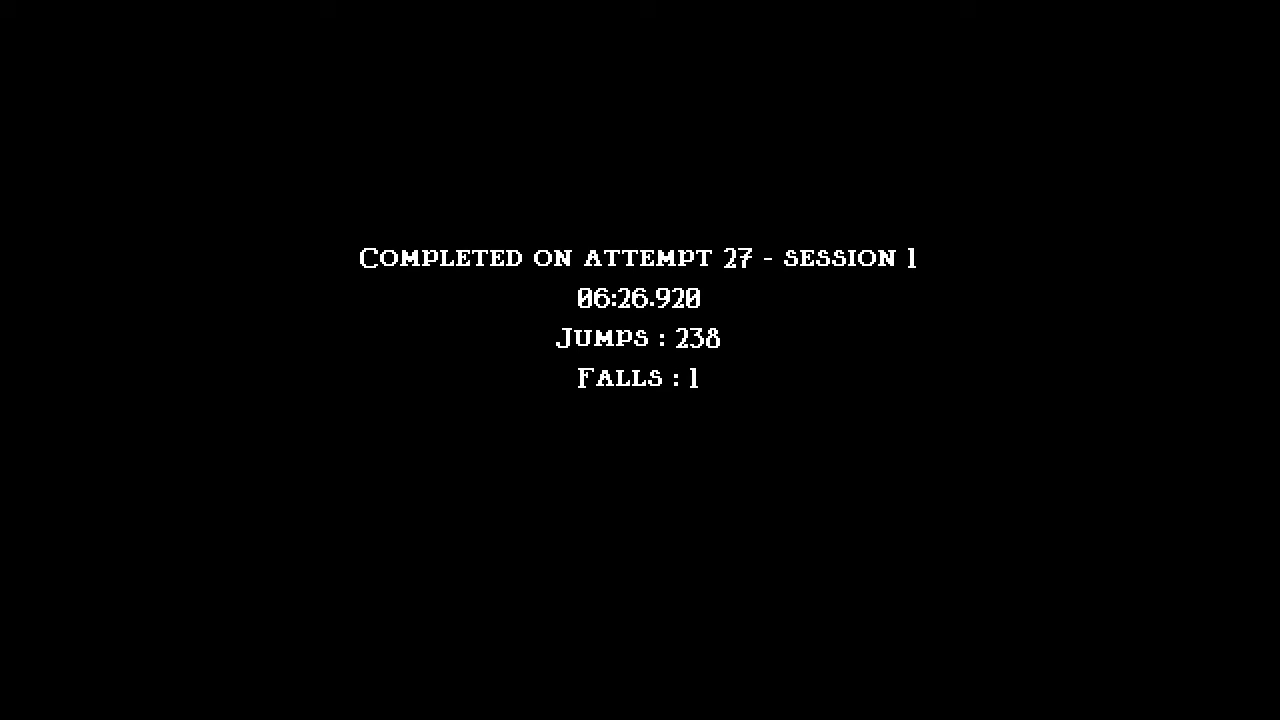 Completed on attempt 27 - session 1
06:26.920
Jumps : 238
Falls : 1